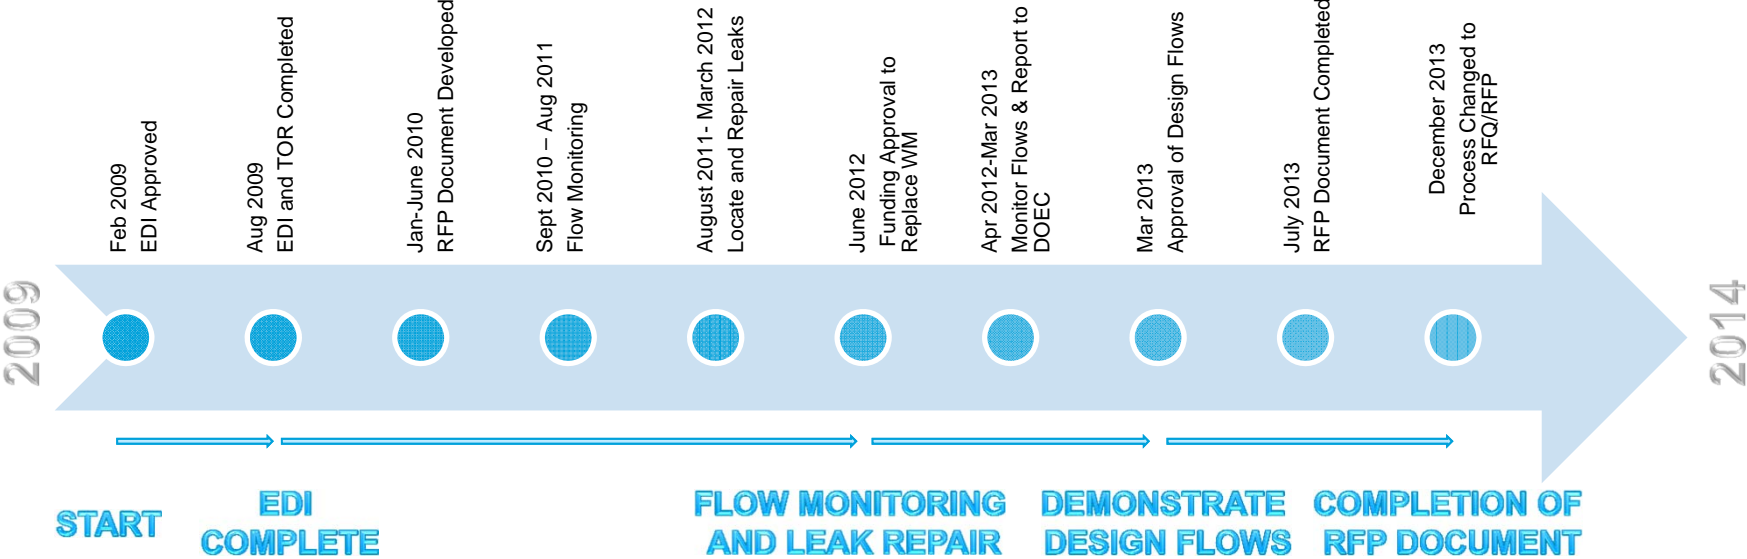 2009
Feb 2009
EDI Approved
Aug 2009
EDI and TOR Completed
Jan-June 2010
RFP Document Developed
Sept 2010 – Aug 2011
Flow Monitoring
August 2011- March 2012
Locate and Repair Leaks
June 2012
Funding Approval to
Replace WM
Apr 2012-Mar 2013
Monitor Flows & Report to
DOEC
Mar 2013
Approval of Design Flows
July 2013
RFP Document Completed
December 2013
Process Changed to
RFQ/RFP
2014
START
EDI
COMPLETE
FLOW MONITORING
AND LEAK REPAIR
DEMONSTRATE
DESIGN FLOWS
COMPLETION OF
RFP DOCUMENT